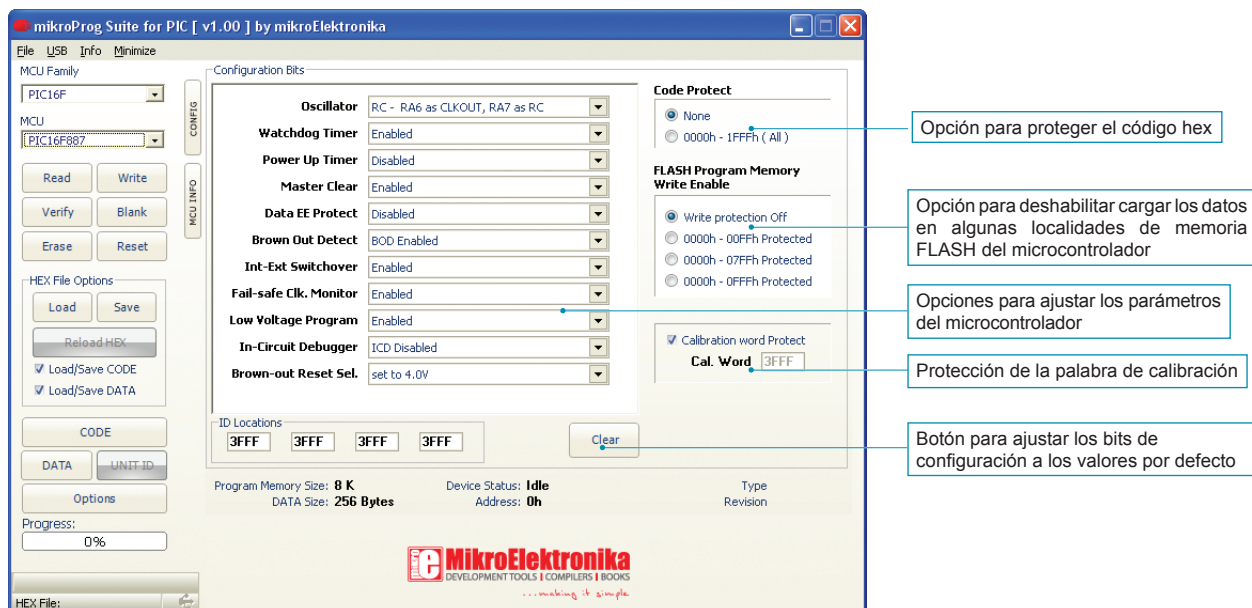 mikroProg Suite for PIC [ v1.00 ] by mikroElektronika
File USB Info Minimize
MCU Family
PIC16F
MCU
PIC16F887
Read Write
Verify Blank
Erase Reset
HEX File Options
Load Save
Reload HEX
Load/Save CODE
Load/Save DATA
CODE
DATA UNIT ID
Options
Progress:
0%
HEX File:
CONFIG
MCU INFO
Configuration Bits
Oscillator RC - RA6 as CLKOUT, RA7 as RC
Watchdog Timer Enabled
Power Up Timer Disabled
Master Clear Enabled
Data EE Protect Disabled
Brown Out Detect BOD Enabled
Int-Ext Switchover Enabled
Fail-safe Clk. Monitor Enabled
Low Voltage Program Enabled
In-Circuit Debugger ICD Disabled
Brown-out Reset Sel. set to 4.0V
ID Locations
3FFF 3FFF 3FFF 3FFF
Clear
Code Protect
None
0000h - 1FFFh ( All )
FLASH Program Memory
Write Enable
Write protection Off
0000h - 00FFh Protected
0000h - 07FFh Protected
0000h - 0FFFh Protected
Calibration word Protect
Cal. Word 3FFF
Program Memory Size: 8 K Device Status: Idle Type
DATA Size: 256 Bytes Address: 0h Revision
mikro e MikroElektronika
DEVELOPMENT TOOLS | COMPILERS | BOOKS
...making it simple
Opción para proteger el código hex
Opción para deshabilitar cargar los datos
en algunas localidades de memoria
FLASH del microcontrolador
Opciones para ajustar los parámetros
del microcontrolador
Protección de la palabra de calibración
Botón para ajustar los bits de
configuración a los valores por defecto